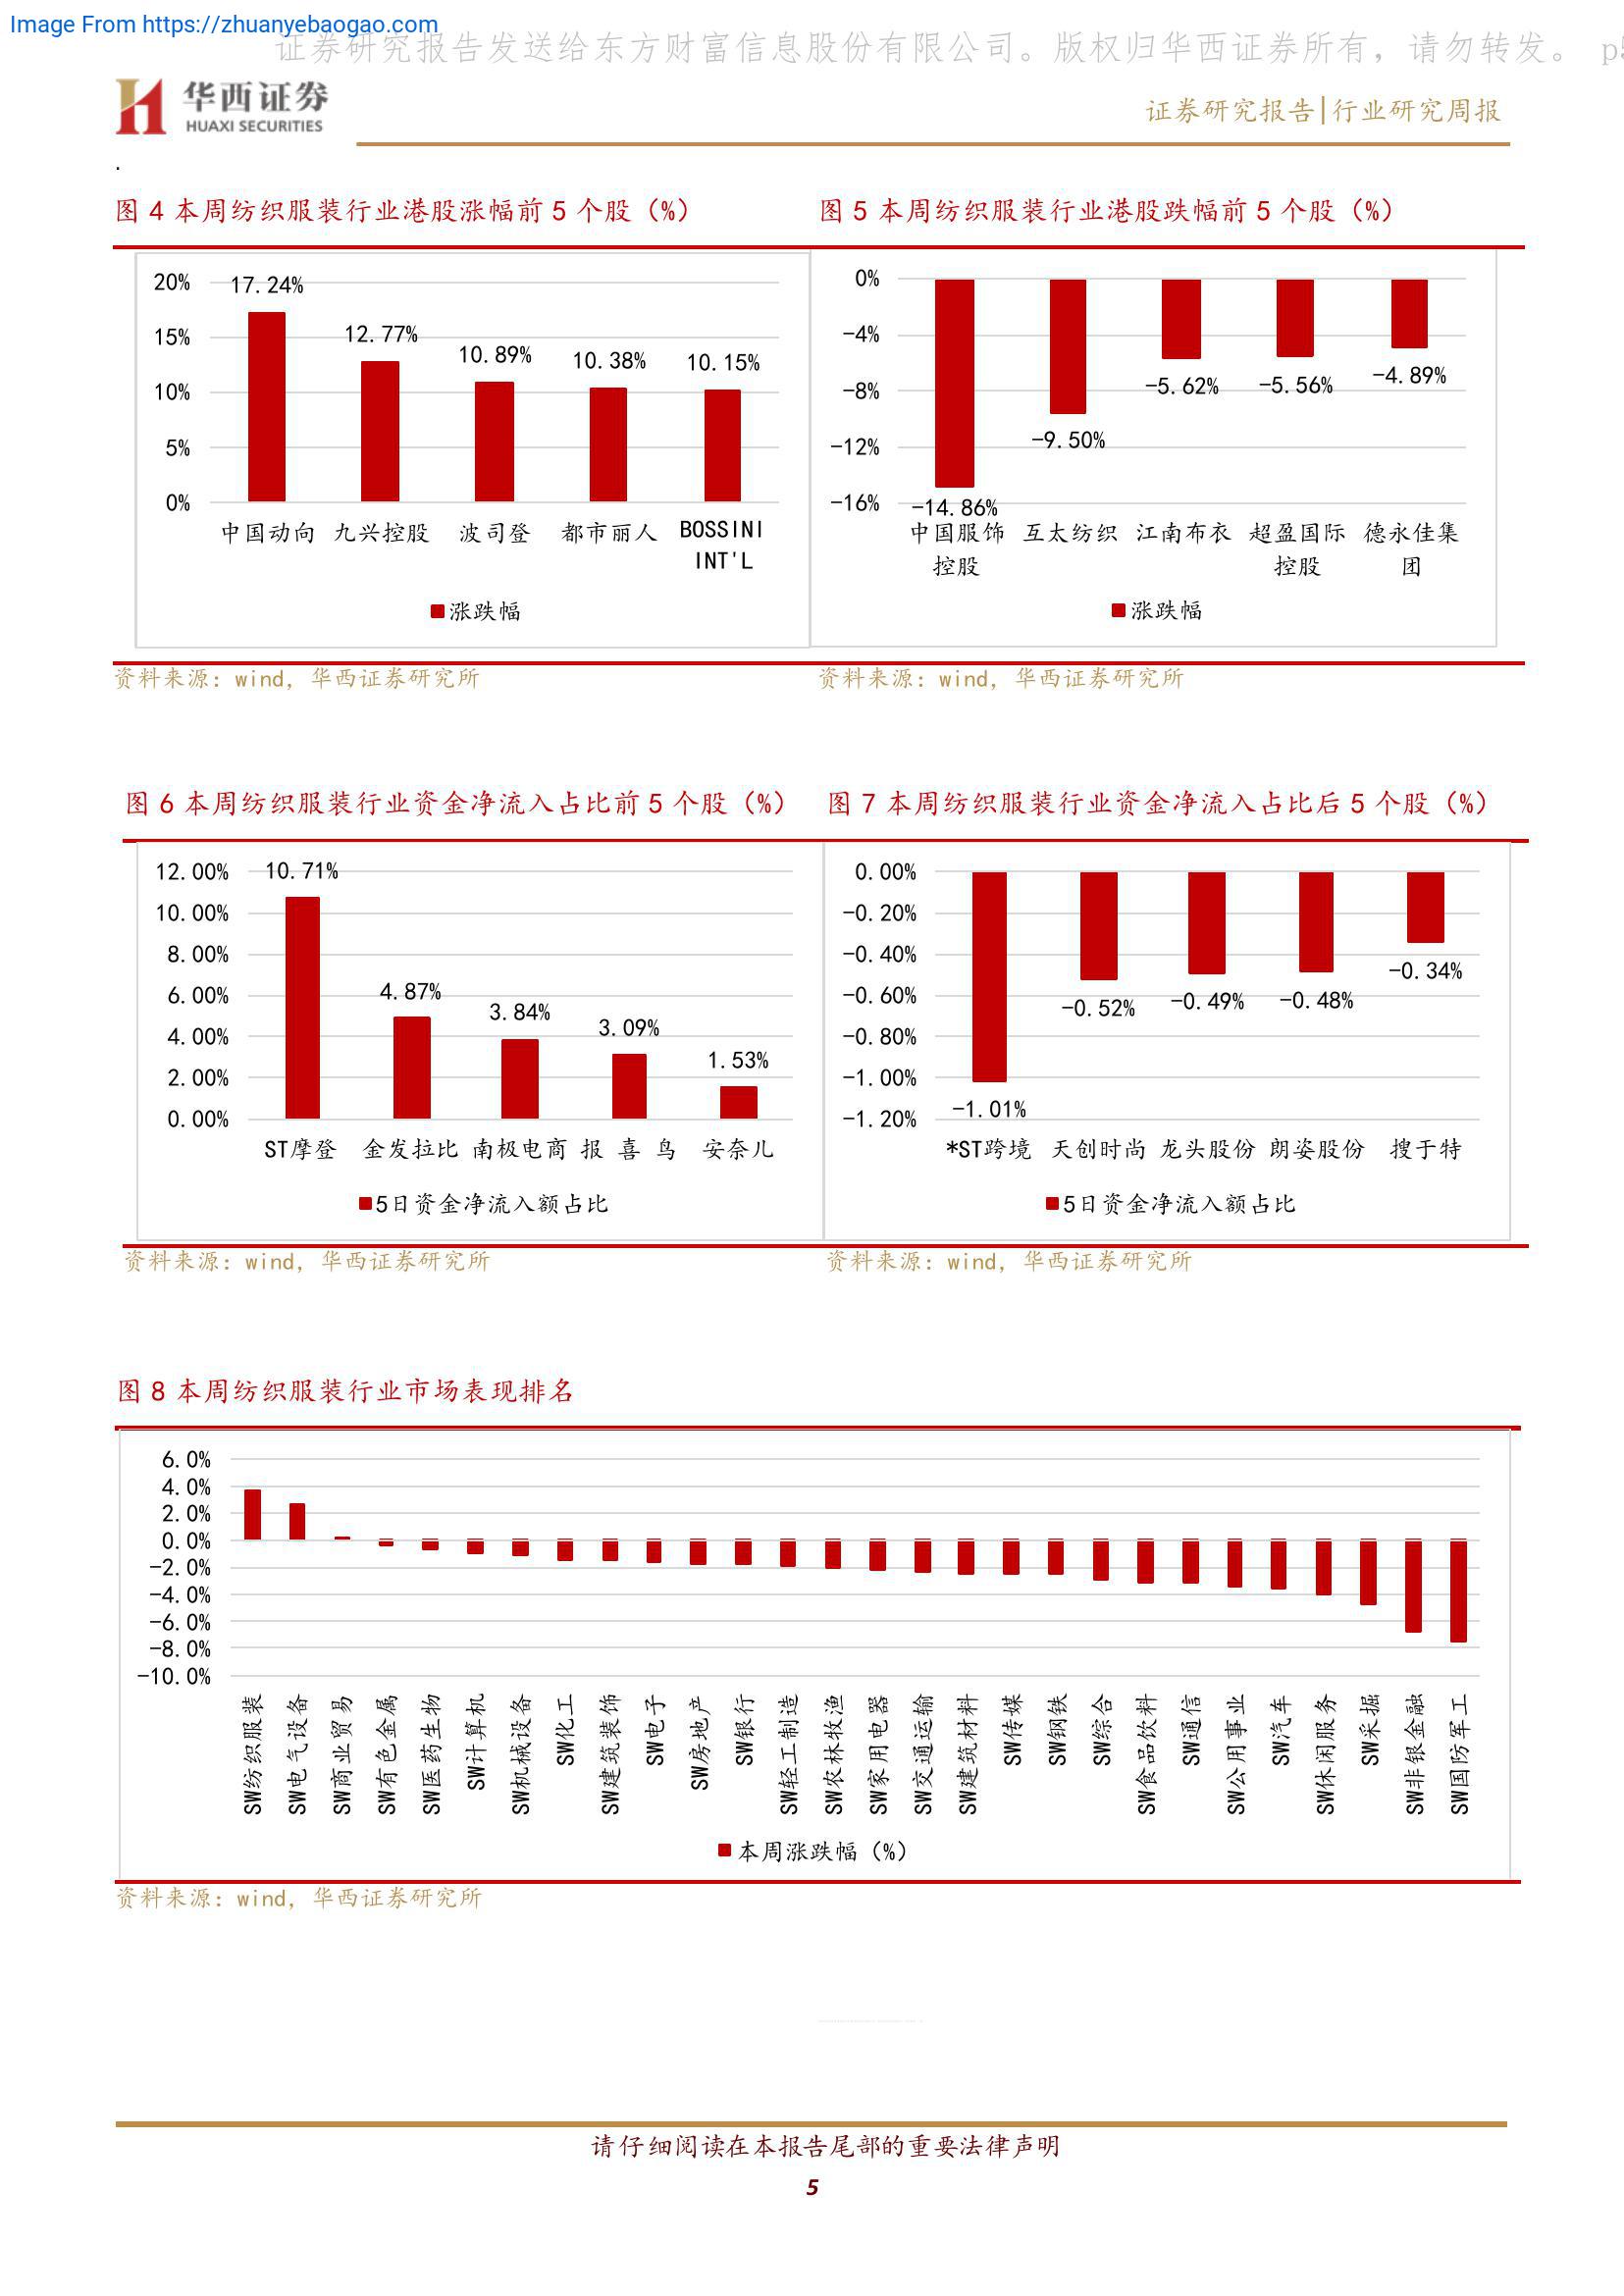 Image From https://zhuanyebaogao.com
证券研究报告发送给东方财富信息股份有限公司。版权归华西证券所有，请勿转发。 p5
华西证券
HUAXI SECURITIES
证券研究报告|行业研究周报
.
图 4 本周纺织服装行业港股涨幅前 5 个股（%）
20%
15%
10%
5%
0%
17.24%
12.77%
10.89%
10.38%
10.15%
中国动向 九兴控股 波司登 都市丽人 BOSSINI
INT'L
涨跌幅
资料来源：wind, 华西证券研究所
图 5 本周纺织服装行业港股跌幅前 5 个股（%）
0%
-4%
-8%
-12%
-16%
-14.86%
-9.50%
-5.62%
-5.56%
-4.89%
中国服饰 互太纺织 江南布衣 超盈国际 德永佳集
控股 控股 团
涨跌幅
资料来源：wind, 华西证券研究所
图 6 本周纺织服装行业资金净流入占比前 5 个股（%）
12.00%
10.00%
8.00%
6.00%
4.00%
2.00%
0.00%
10.71%
4.87%
3.84%
3.09%
1.53%
ST摩登 金发拉比 南极电商 报 喜 鸟 安奈儿
5日资金净流入额占比
资料来源：wind, 华西证券研究所
图 7 本周纺织服装行业资金净流入占比后 5 个股（%）
0.00%
-0.20%
-0.40%
-0.60%
-0.80%
-1.00%
-1.20%
-1.01%
-0.52%
-0.49%
-0.48%
-0.34%
*ST跨境 天创时尚 龙头股份 朗姿股份 搜于特
5日资金净流入额占比
资料来源：wind, 华西证券研究所
图 8 本周纺织服装行业市场表现排名
6.0%
4.0%
2.0%
0.0%
-2.0%
-4.0%
-6.0%
-8.0%
-10.0%
SW纺织服装
SW电气设备
SW商业贸易
SW有色金属
SW医药生物
SW计算机
SW机械设备
SW化工
SW建筑装饰
SW电子
SW房地产
SW银行
SW轻工制造
SW农林牧渔
SW家用电器
SW交通运输
SW建筑材料
SW传媒
SW钢铁
SW综合
SW食品饮料
SW通信
SW公用事业
SW汽车
SW休闲服务
SW采掘
SW非银金融
SW国防军工
本周涨跌幅（%）
资料来源：wind, 华西证券研究所
请仔细阅读在本报告尾部的重要法律声明
5